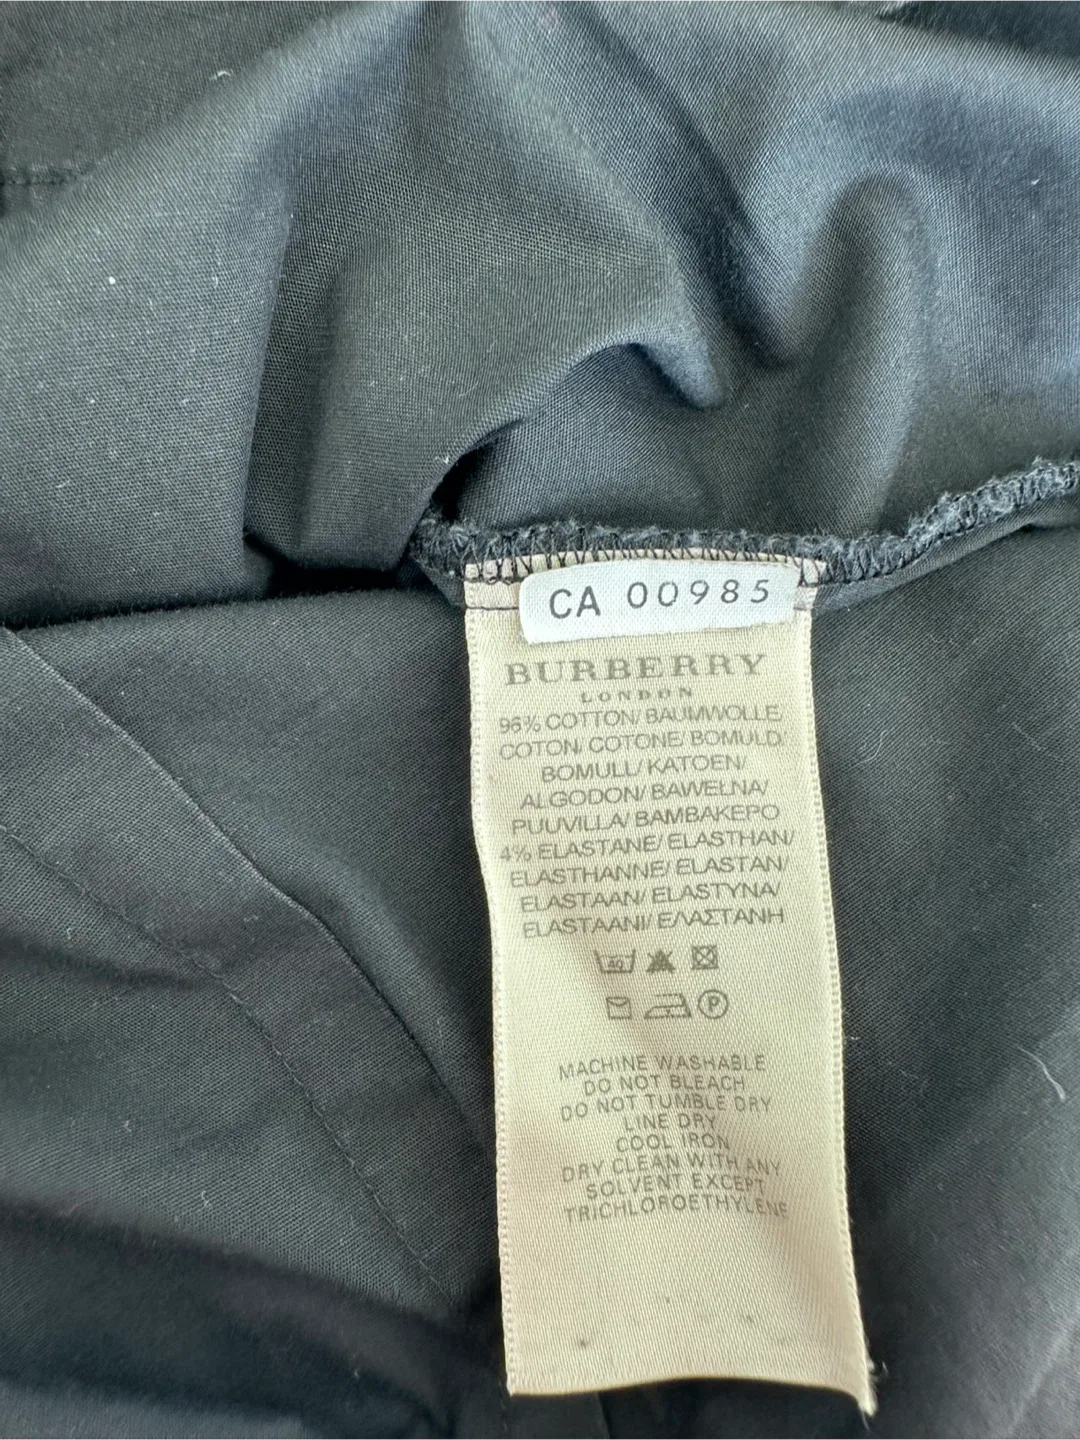 CA 00985
BURBERRY
LONDON
96% COTTON/ BAUMWOLLE/
COTON/ COTONE/ BOMULD/
BOMULL/ KATOEN/
ALGODON/ BAWEŁNA/
PUUVILLA/ BAMBAKEPO
4% ELASTANE/ ELASTHAN/
ELASTHANNE/ ELASTAN/
ELASTAAN/ ELASTYNA/
ELASTAANI/ ΕΛΑΣΤΑΝΗ
40
P
MACHINE WASHABLE
DO NOT BLEACH
DO NOT TUMBLE DRY
LINE DRY
COOL IRON
DRY CLEAN WITH ANY
SOLVENT EXCEPT
TRICHLOROETHYLENE